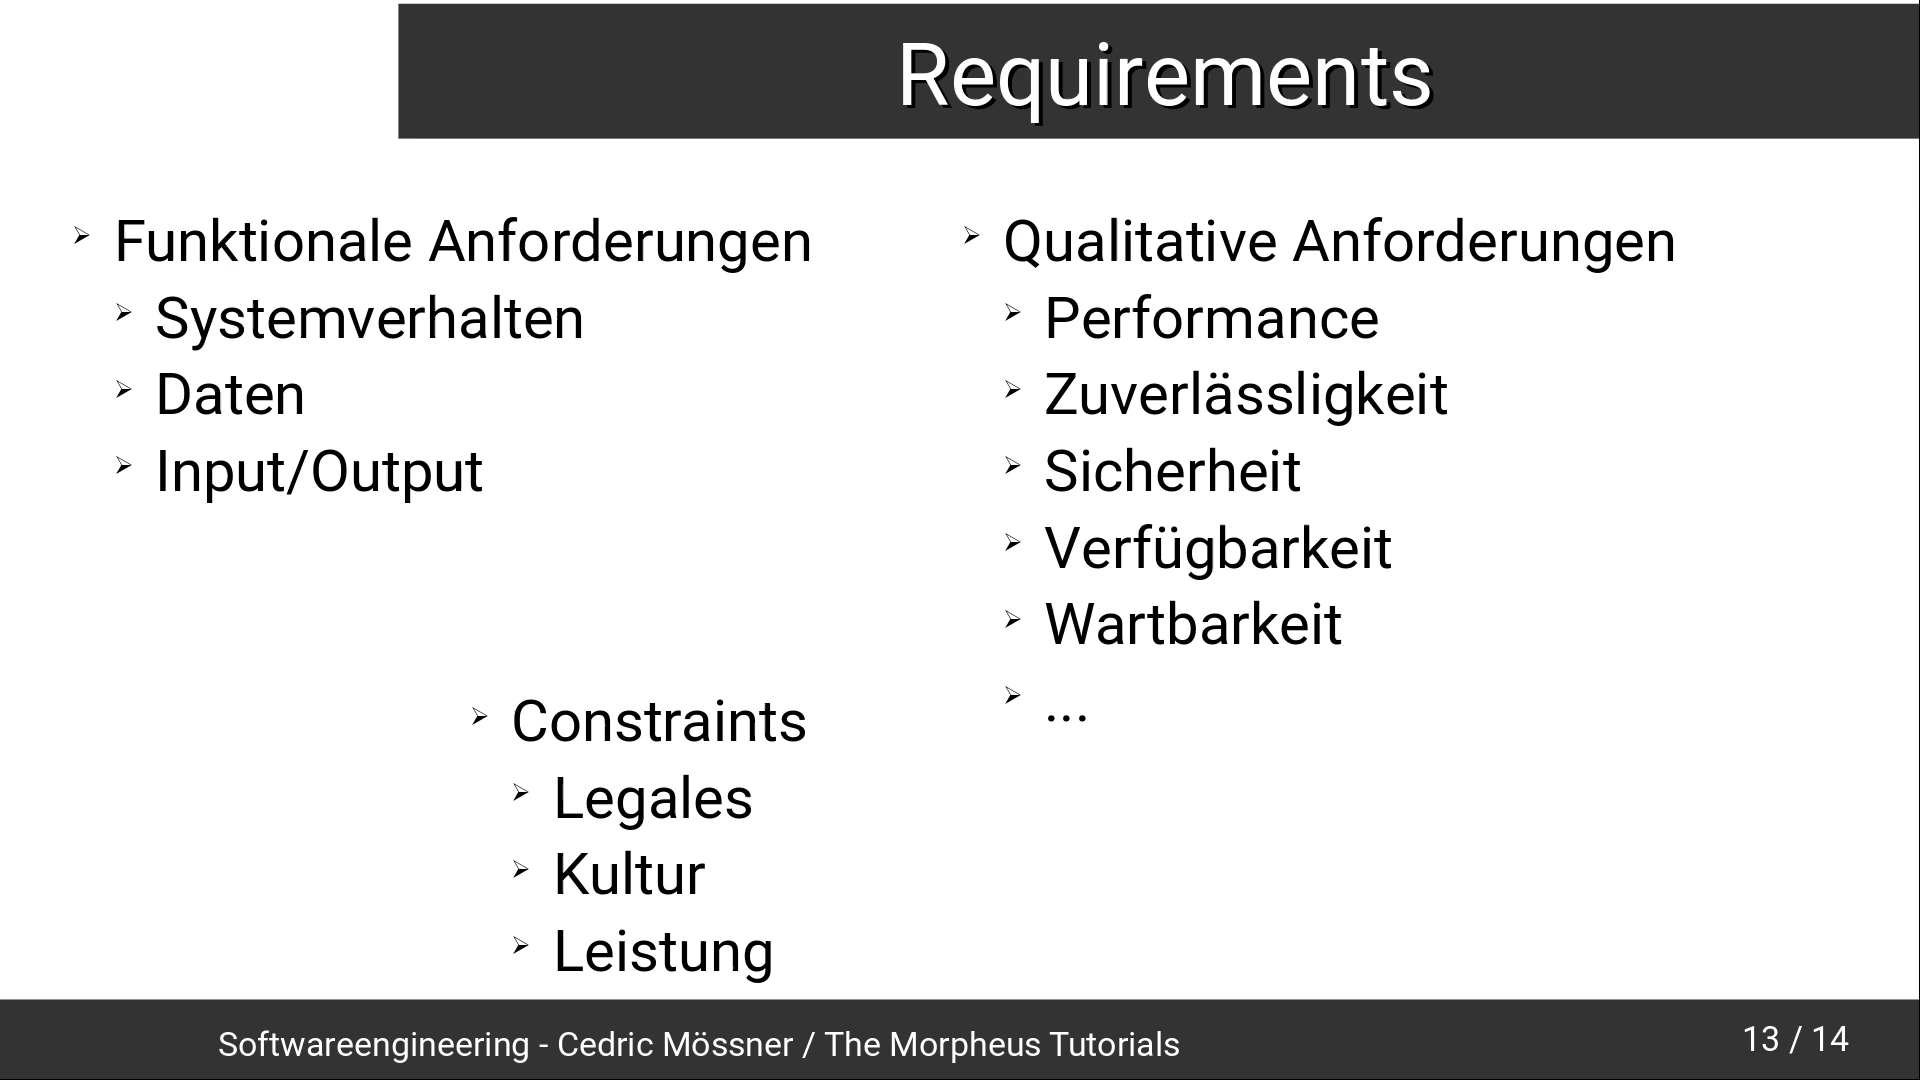 Requirements
➢ Funktionale Anforderungen
➢ Systemverhalten
➢ Daten
➢ Input/Output
➢ Qualitative Anforderungen
➢ Performance
➢ Zuverlässligkeit
➢ Sicherheit
➢ Verfügbarkeit
➢ Wartbarkeit
➢ ...
➢ Constraints
➢ Legales
➢ Kultur
➢ Leistung
Softwareengineering - Cedric Mössner / The Morpheus Tutorials
13 / 14